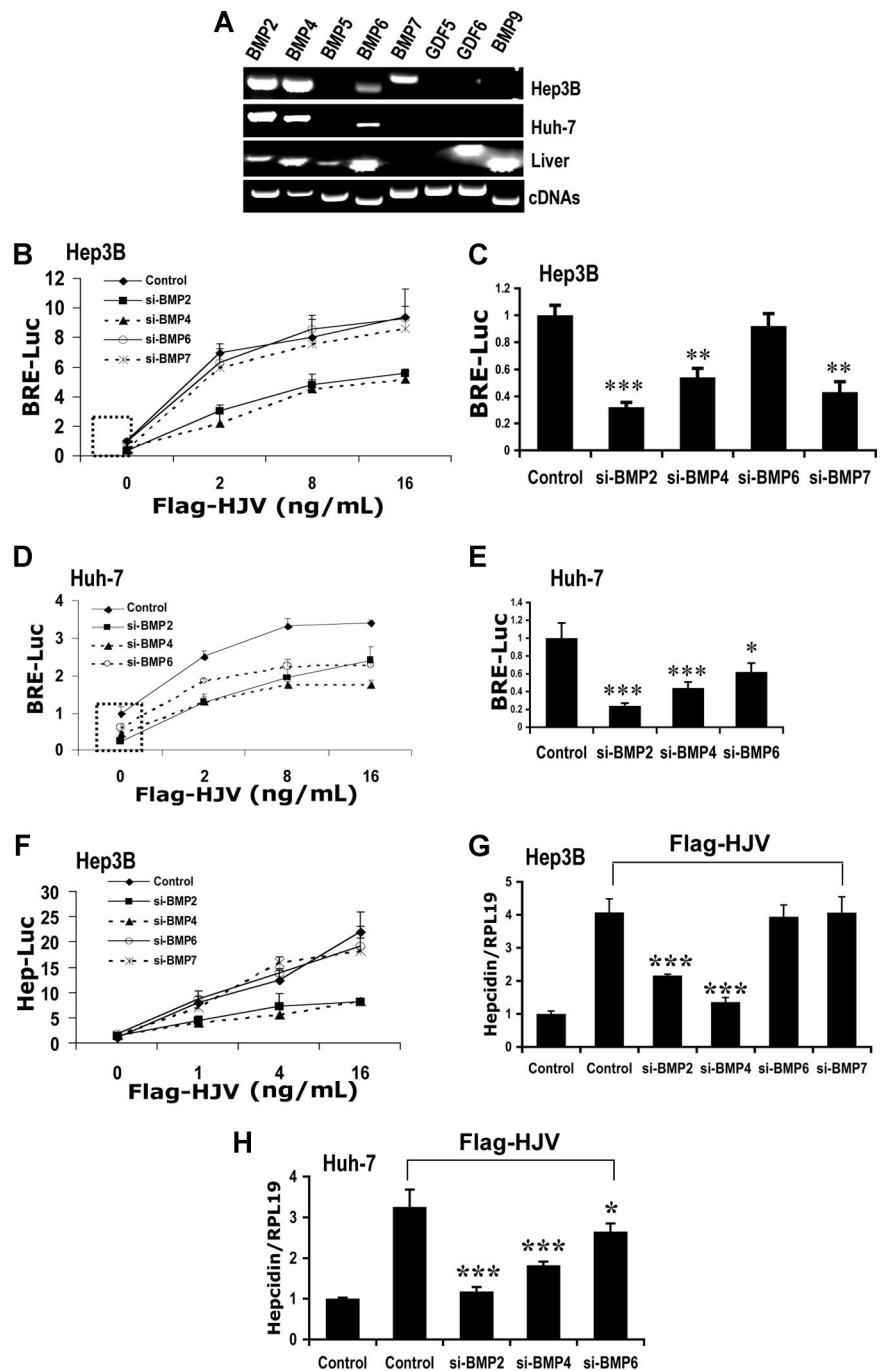 A
BMP2 BMP4 BMP5 BMP6 BMP7 GDF5 GDF6 BMP9
Hep3B
Huh-7
Liver
cDNAs
B Hep3B
Control
si-BMP2
si-BMP4
si-BMP6
si-BMP7
BRE-Luc
12
10
8
6
4
2
0
0 2 8 16
Flag-HJV (ng/mL)
C Hep3B
BRE-Luc
1.2
1
0.8
0.6
0.4
0.2
0
*** ** **
Control si-BMP2 si-BMP4 si-BMP6 si-BMP7
D Huh-7
Control
si-BMP2
si-BMP4
si-BMP6
BRE-Luc
4
3
2
1
0
0 2 8 16
Flag-HJV (ng/mL)
E Huh-7
BRE-Luc
1.4
1.2
1
0.8
0.6
0.4
0.2
0
*** *** *
Control si-BMP2 si-BMP4 si-BMP6
F Hep3B
Control
si-BMP2
si-BMP4
si-BMP6
si-BMP7
Hep-Luc
30
25
20
15
10
5
0
0 1 4 16
Flag-HJV (ng/mL)
G Hep3B
Flag-HJV
Hepcidin/RPL19
5
4
3
2
1
0
*** ***
Control Control si-BMP2 si-BMP4 si-BMP6 si-BMP7
H Huh-7
Flag-HJV
Hepcidin/RPL19
4
3
2
1
0
*** *** *
Control Control si-BMP2 si-BMP4 si-BMP6